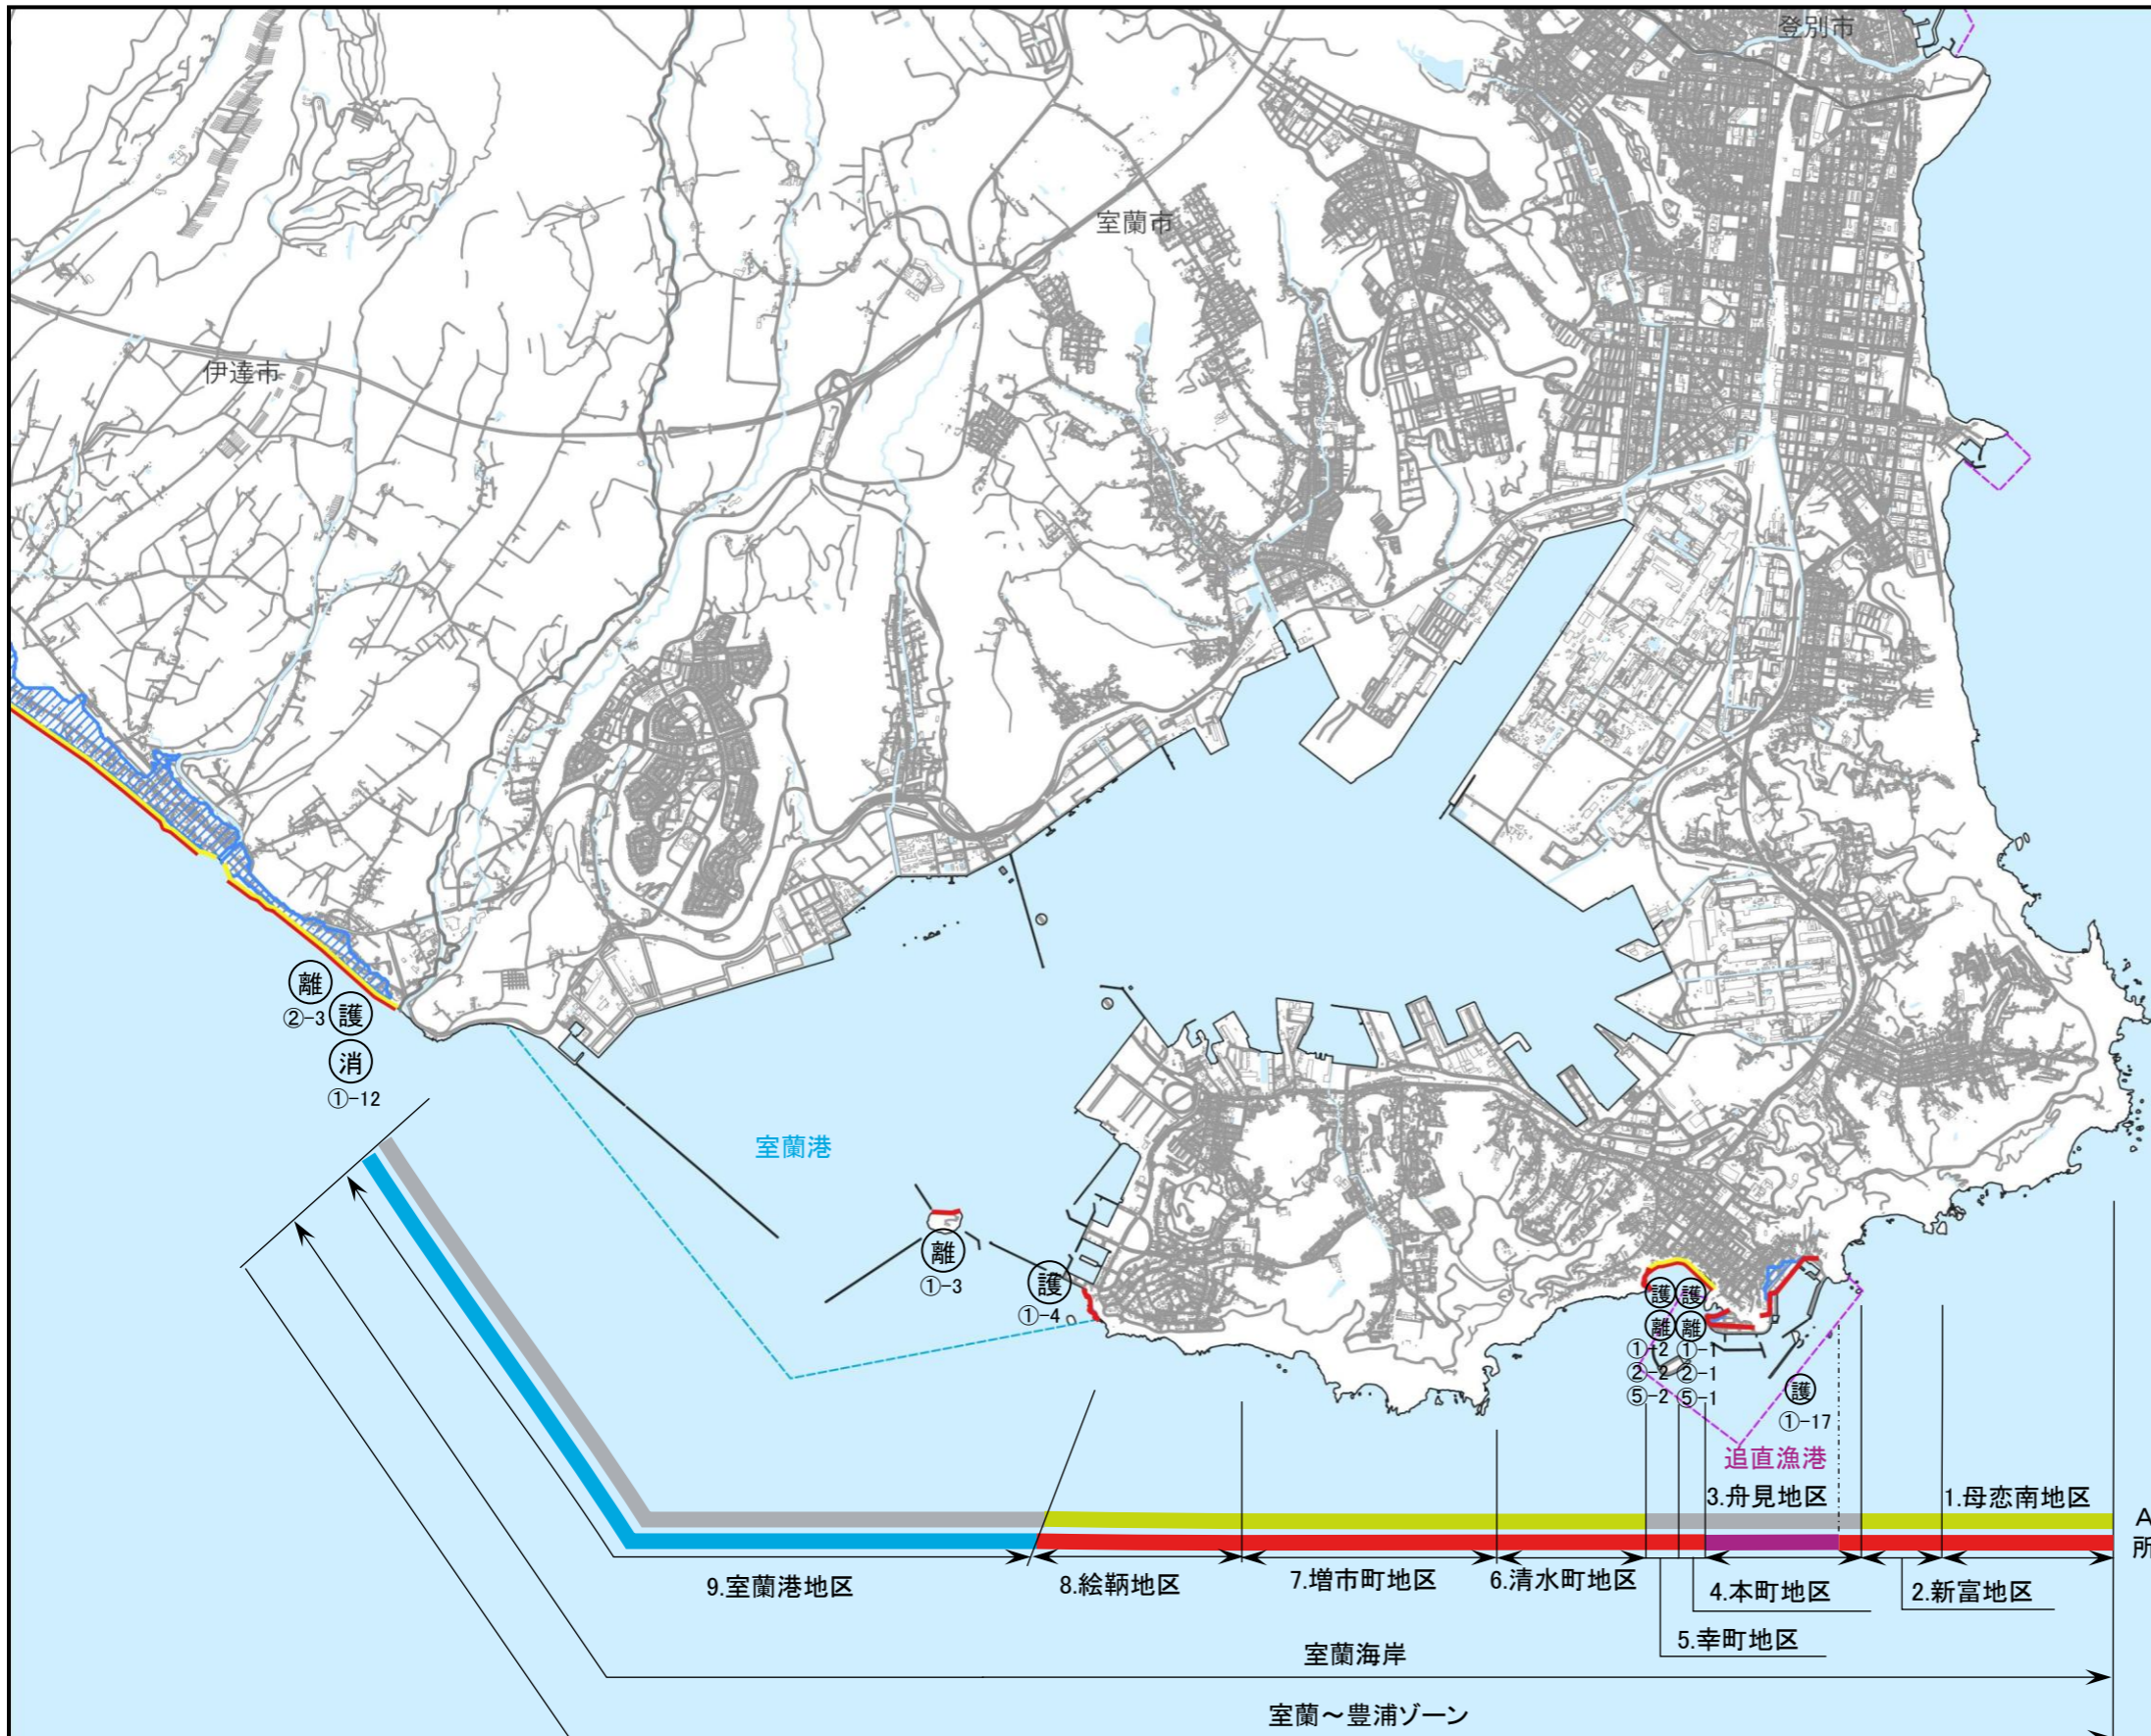 登別市
室蘭市
伊達市
離
②-3
護
消
①-12
室蘭港
離
①-3
護
①-4
護 護
離 離
①-2 ①-1
②-2 ②-1
⑤-2 ⑤-1
護
①-17
追直漁港
3.舟見地区
1.母恋南地区
A
所
9.室蘭港地区
8.絵鞆地区
7.増市町地区
6.清水町地区
4.本町地区
2.新富地区
5.幸町地区
室蘭海岸
室蘭～豊浦ゾーン